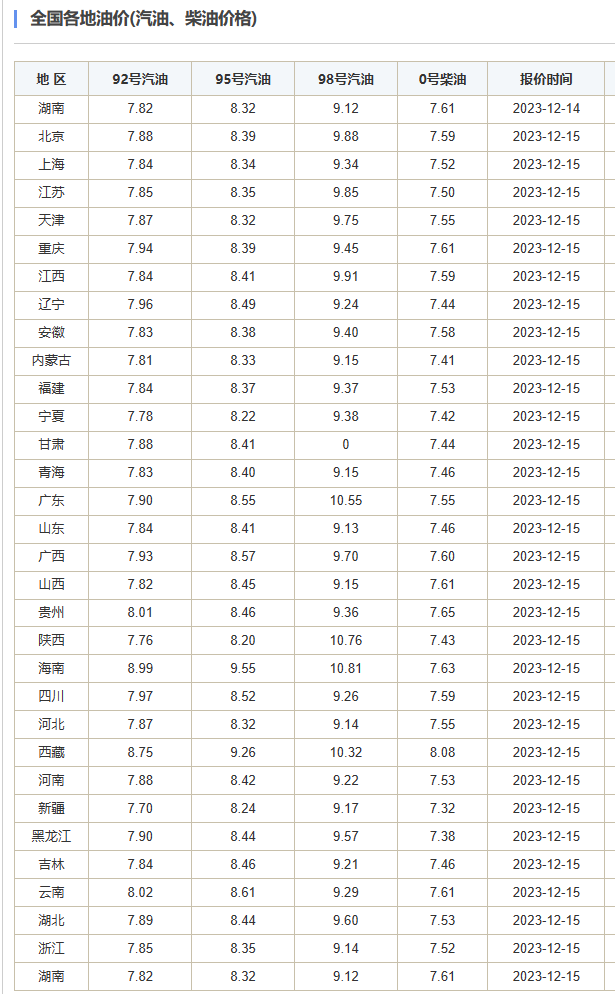 全国各地油价(汽油、柴油价格)
地 区 92号汽油 95号汽油 98号汽油 0号柴油 报价时间
湖南 7.82 8.32 9.12 7.61 2023-12-14
北京 7.88 8.39 9.88 7.59 2023-12-15
上海 7.84 8.34 9.34 7.52 2023-12-15
江苏 7.85 8.35 9.85 7.50 2023-12-15
天津 7.87 8.32 9.75 7.55 2023-12-15
重庆 7.94 8.39 9.45 7.61 2023-12-15
江西 7.84 8.41 9.91 7.59 2023-12-15
辽宁 7.96 8.49 9.24 7.44 2023-12-15
安徽 7.83 8.38 9.40 7.58 2023-12-15
内蒙古 7.81 8.33 9.15 7.41 2023-12-15
福建 7.84 8.37 9.37 7.53 2023-12-15
宁夏 7.78 8.22 9.38 7.42 2023-12-15
甘肃 7.88 8.41 0 7.44 2023-12-15
青海 7.83 8.40 9.15 7.46 2023-12-15
广东 7.90 8.55 10.55 7.55 2023-12-15
山东 7.84 8.41 9.13 7.46 2023-12-15
广西 7.93 8.57 9.70 7.60 2023-12-15
山西 7.82 8.45 9.15 7.61 2023-12-15
贵州 8.01 8.46 9.36 7.65 2023-12-15
陕西 7.76 8.20 10.76 7.43 2023-12-15
海南 8.99 9.55 10.81 7.63 2023-12-15
四川 7.97 8.52 9.26 7.59 2023-12-15
河北 7.87 8.32 9.14 7.55 2023-12-15
西藏 8.75 9.26 10.32 8.08 2023-12-15
河南 7.88 8.42 9.22 7.53 2023-12-15
新疆 7.70 8.24 9.17 7.32 2023-12-15
黑龙江 7.90 8.44 9.57 7.38 2023-12-15
吉林 7.84 8.46 9.21 7.46 2023-12-15
云南 8.02 8.61 9.29 7.61 2023-12-15
湖北 7.89 8.44 9.60 7.53 2023-12-15
浙江 7.85 8.35 9.14 7.52 2023-12-15
湖南 7.82 8.32 9.12 7.61 2023-12-15